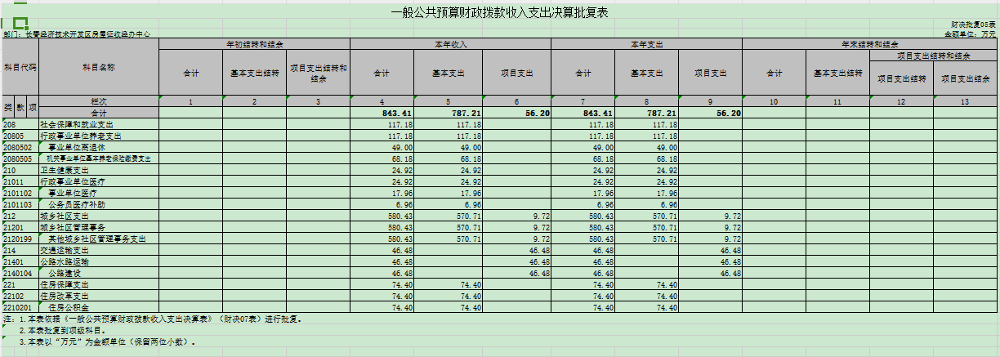 一般公共预算财政拨款收入支出决算批复表
财决批复05表
部门：长春经济技术开发区房屋征收经办中心 金额单位：万元
科目代码 科目名称 年初结转和结余 本年收入 本年支出 年末结转和结余
合计 基本支出结转 项目支出结转和结余 合计 基本支出 项目支出 合计 基本支出 项目支出 合计 基本支出结转 项目支出结转和结余
项目支出结转 项目支出结余
类 款 项 栏次 1 2 3 4 5 6 7 8 9 10 11 12 13
合计 843.41 787.21 56.20 843.41 787.21 56.20
208 社会保障和就业支出 117.18 117.18 117.18 117.18
20805 行政事业单位养老支出 117.18 117.18 117.18 117.18
2080502 事业单位离退休 49.00 49.00 49.00 49.00
2080505 机关事业单位基本养老保险缴费支出 68.18 68.18 68.18 68.18
210 卫生健康支出 24.92 24.92 24.92 24.92
21011 行政事业单位医疗 24.92 24.92 24.92 24.92
2101102 事业单位医疗 17.96 17.96 17.96 17.96
2101103 公务员医疗补助 6.96 6.96 6.96 6.96
212 城乡社区支出 580.43 570.71 9.72 580.43 570.71 9.72
21201 城乡社区管理事务 580.43 570.71 9.72 580.43 570.71 9.72
2120199 其他城乡社区管理事务支出 580.43 570.71 9.72 580.43 570.71 9.72
214 交通运输支出 46.48 46.48 46.48 46.48
21401 公路水路运输 46.48 46.48 46.48 46.48
2140104 公路建设 46.48 46.48 46.48 46.48
221 住房保障支出 74.40 74.40 74.40 74.40
22102 住房改革支出 74.40 74.40 74.40 74.40
2210201 住房公积金 74.40 74.40 74.40 74.40
注：1.本表依据《一般公共预算财政拨款收入支出决算表》（财决07表）进行批复。
2.本表批复到项级科目。
3.本表以“万元”为金额单位（保留两位小数）。